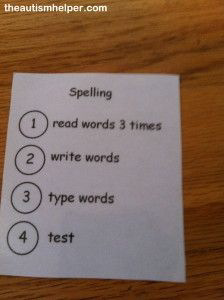 theautismhelper.com
Spelling
1 read words 3 times
2 write words
3 type words
4 test